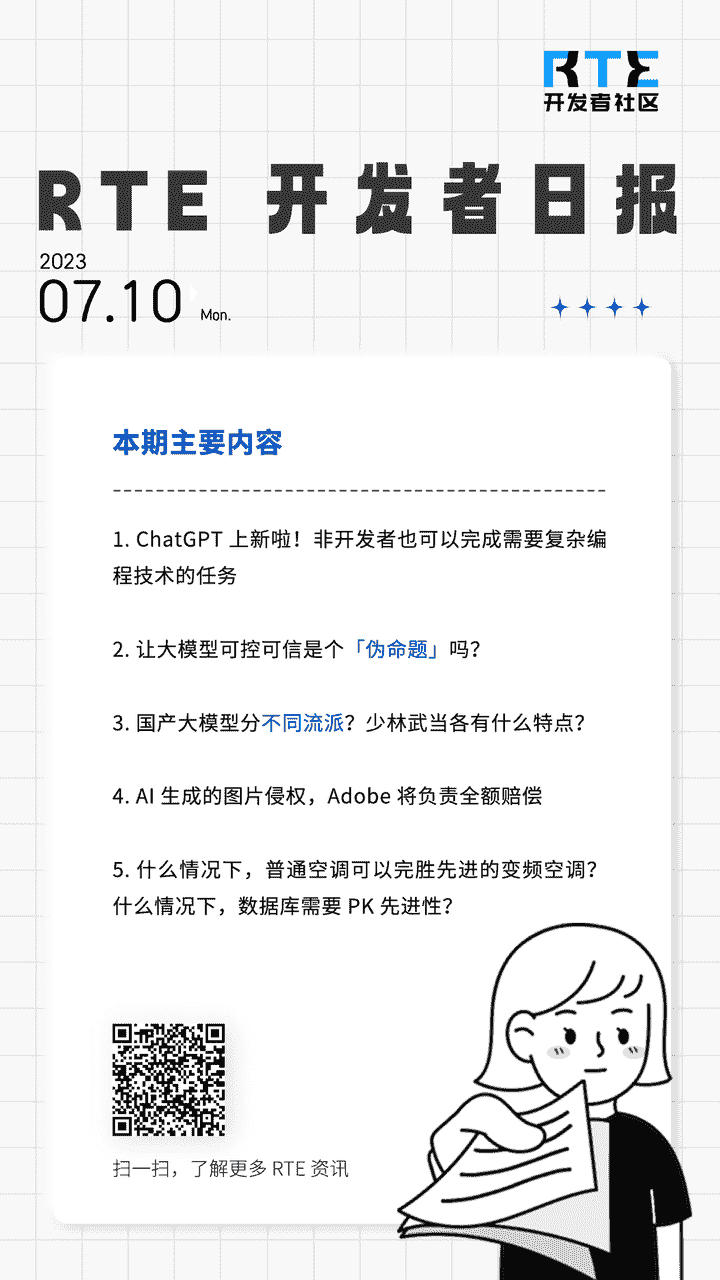 RTE
开发者社区
RTE 开发者日报
2023
07.10 Mon.
本期主要内容
1. ChatGPT 上新啦！非开发者也可以完成需要复杂编
程技术的任务
2. 让大模型可控可信是个「伪命题」吗？
3. 国产大模型分不同流派？少林武当各有什么特点？
4. AI 生成的图片侵权，Adobe 将负责全额赔偿
5. 什么情况下，普通空调可以完胜先进的变频空调？
什么情况下，数据库需要 PK 先进性？
扫一扫，了解更多 RTE 资讯